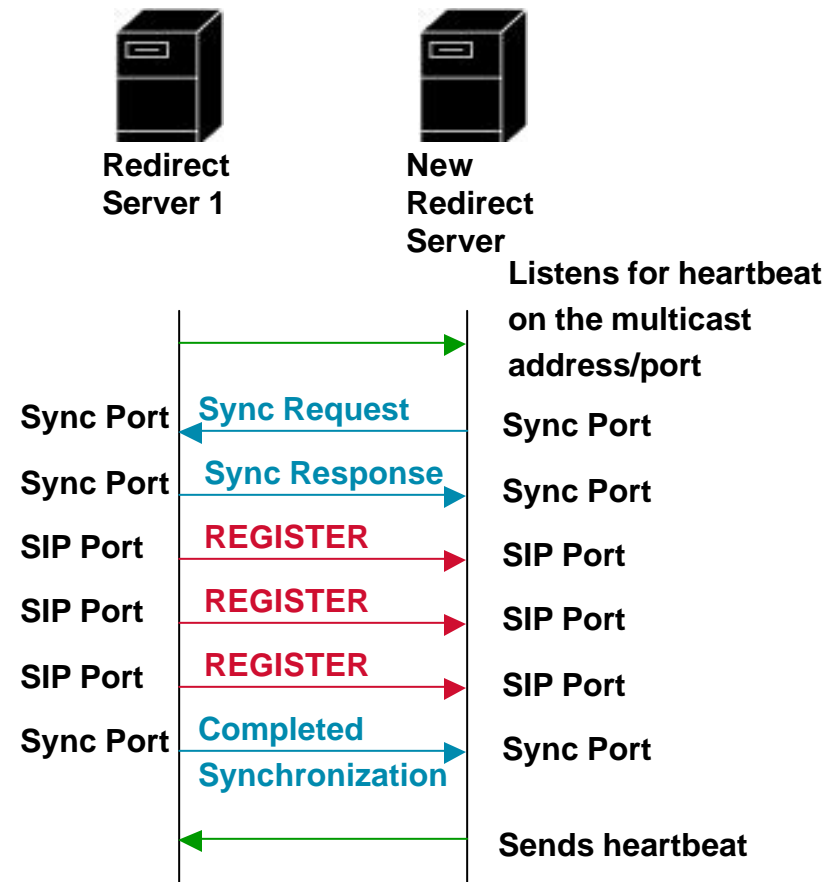 Redirect
Server 1
New
Redirect
Server
Listens for heartbeat
on the multicast
address/port
Sync Port Sync Request Sync Port
Sync Port Sync Response Sync Port
SIP Port REGISTER SIP Port
SIP Port REGISTER SIP Port
SIP Port REGISTER SIP Port
Sync Port Completed Sync Port
Synchronization
Sends heartbeat